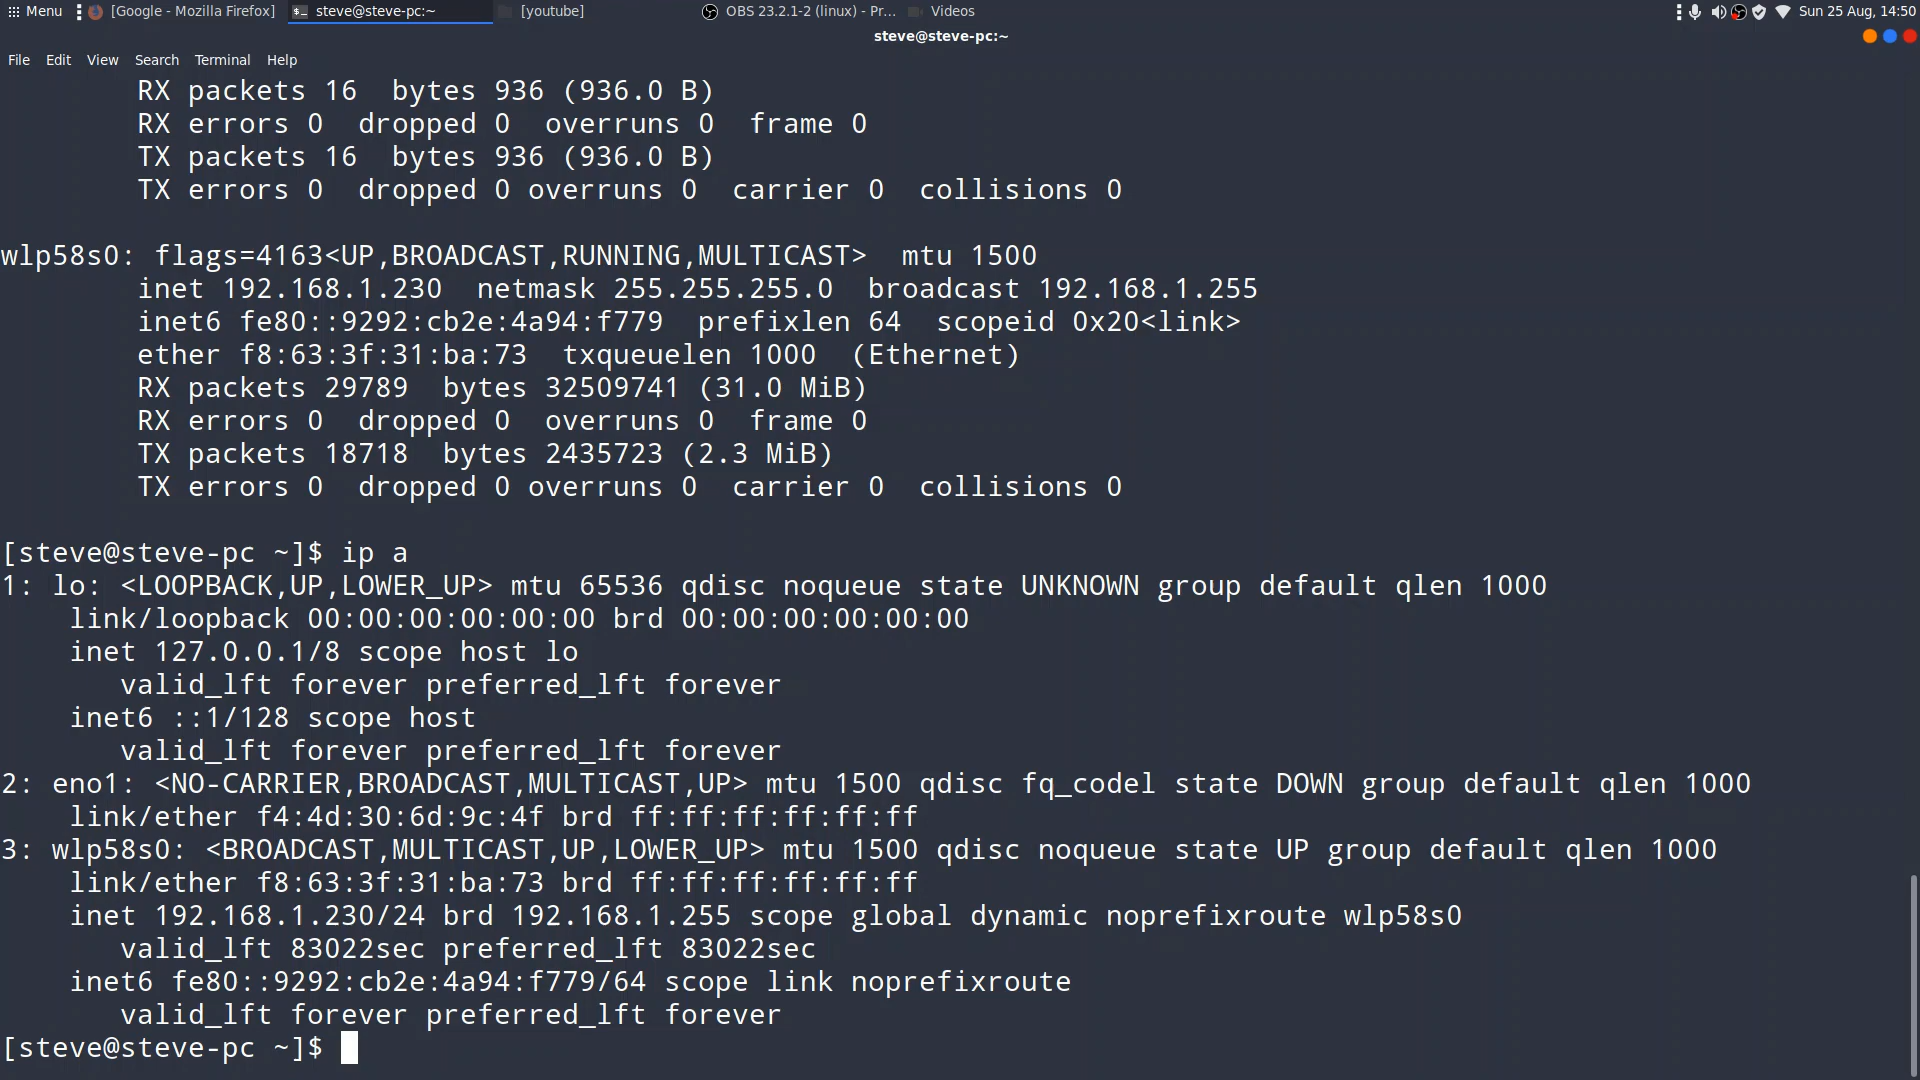 Menu [Google - Mozilla Firefox] steve@steve-pc:~ [youtube] OBS 23.2.1-2 (linux) - Pr... Videos Sun 25 Aug, 14:50
steve@steve-pc:~
File Edit View Search Terminal Help
RX packets 16  bytes 936 (936.0 B)
RX errors 0  dropped 0  overruns 0  frame 0
TX packets 16  bytes 936 (936.0 B)
TX errors 0  dropped 0 overruns 0  carrier 0  collisions 0
wlp58s0: flags=4163<UP,BROADCAST,RUNNING,MULTICAST>  mtu 1500
inet 192.168.1.230  netmask 255.255.255.0  broadcast 192.168.1.255
inet6 fe80::9292:cb2e:4a94:f779  prefixlen 64  scopeid 0x20<link>
ether f8:63:3f:31:ba:73  txqueuelen 1000  (Ethernet)
RX packets 29789  bytes 32509741 (31.0 MiB)
RX errors 0  dropped 0  overruns 0  frame 0
TX packets 18718  bytes 2435723 (2.3 MiB)
TX errors 0  dropped 0 overruns 0  carrier 0  collisions 0
[steve@steve-pc ~]$ ip a
1: lo: <LOOPBACK,UP,LOWER_UP> mtu 65536 qdisc noqueue state UNKNOWN group default qlen 1000
link/loopback 00:00:00:00:00:00 brd 00:00:00:00:00:00
inet 127.0.0.1/8 scope host lo
valid_lft forever preferred_lft forever
inet6 ::1/128 scope host
valid_lft forever preferred_lft forever
2: eno1: <NO-CARRIER,BROADCAST,MULTICAST,UP> mtu 1500 qdisc fq_codel state DOWN group default qlen 1000
link/ether f4:4d:30:6d:9c:4f brd ff:ff:ff:ff:ff:ff
3: wlp58s0: <BROADCAST,MULTICAST,UP,LOWER_UP> mtu 1500 qdisc noqueue state UP group default qlen 1000
link/ether f8:63:3f:31:ba:73 brd ff:ff:ff:ff:ff:ff
inet 192.168.1.230/24 brd 192.168.1.255 scope global dynamic noprefixroute wlp58s0
valid_lft 83022sec preferred_lft 83022sec
inet6 fe80::9292:cb2e:4a94:f779/64 scope link noprefixroute
valid_lft forever preferred_lft forever
[steve@steve-pc ~]$